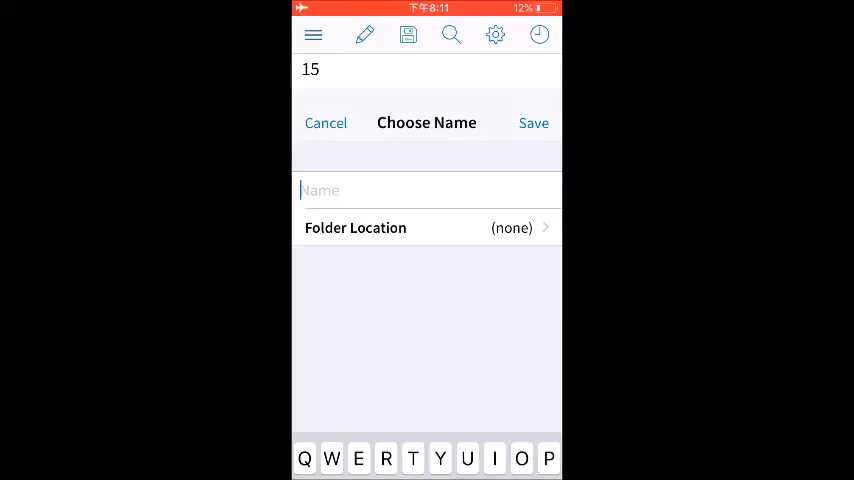 下午8:11 12%
15
Cancel Choose Name Save
Name
Folder Location (none)
Q W E R T Y U I O P